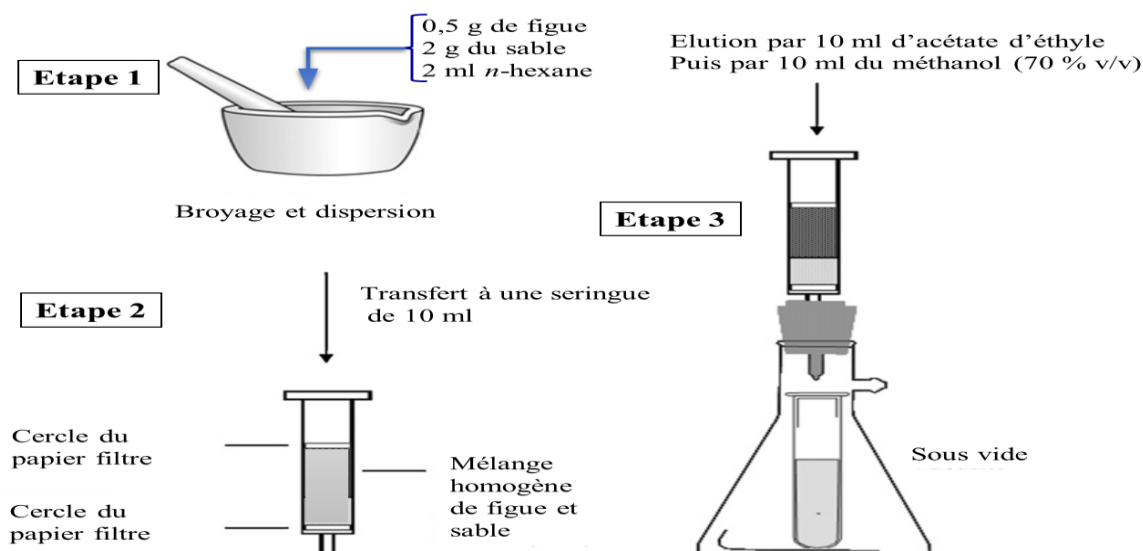 Etape 1
0,5 g de figue
2 g du sable
2 ml n-hexane
Broyage et dispersion
Etape 2
Transfert à une seringue
de 10 ml
Cercle du
papier filtre
Cercle du
papier filtre
Mélange
homogène
de figue et
sable
Elution par 10 ml d'acétate d'éthyle
Puis par 10 ml du méthanol (70 % v/v)
Etape 3
Sous vide